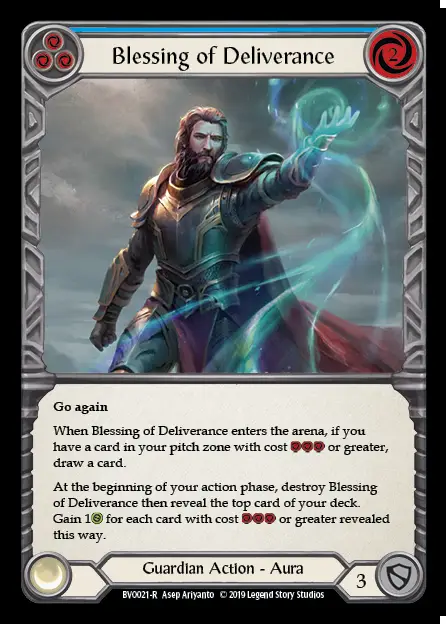 Blessing of Deliverance
2
Go again
When Blessing of Deliverance enters the arena, if you
have a card in your pitch zone with cost or greater,
draw a card.
At the beginning of your action phase, destroy Blessing
of Deliverance then reveal the top card of your deck.
Gain 1 for each card with cost or greater revealed
this way.
Guardian Action - Aura
3
BVO021-R Asep Ariyanto © 2019 Legend Story Studios